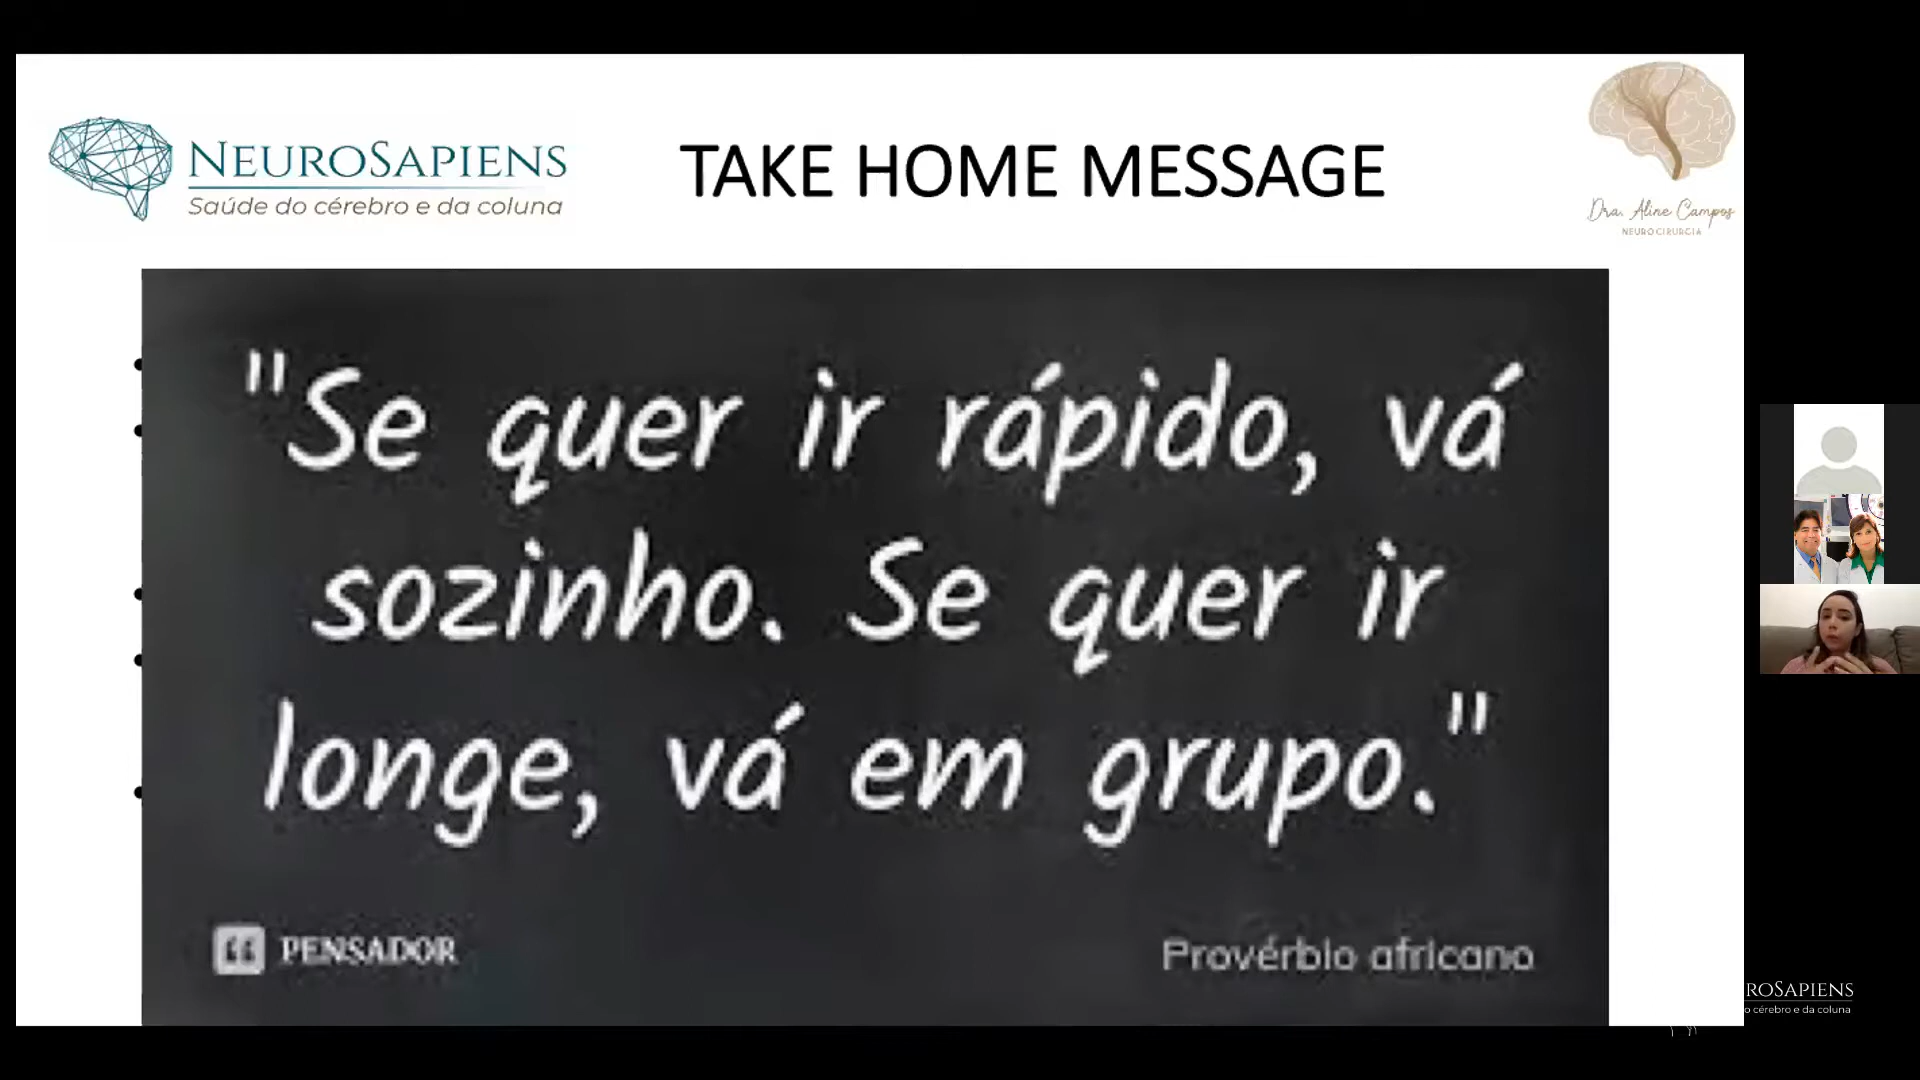 NEUROSAPIENS
Saúde do cérebro e da coluna
TAKE HOME MESSAGE
Dra. Aline Campos
NEUROCIRURGIA
"Se quer ir rápido, vá
sozinho. Se quer ir
longe, vá em grupo."
PENSADOR
Provérbio africano
ROSAPIENS
o cérebro e da coluna